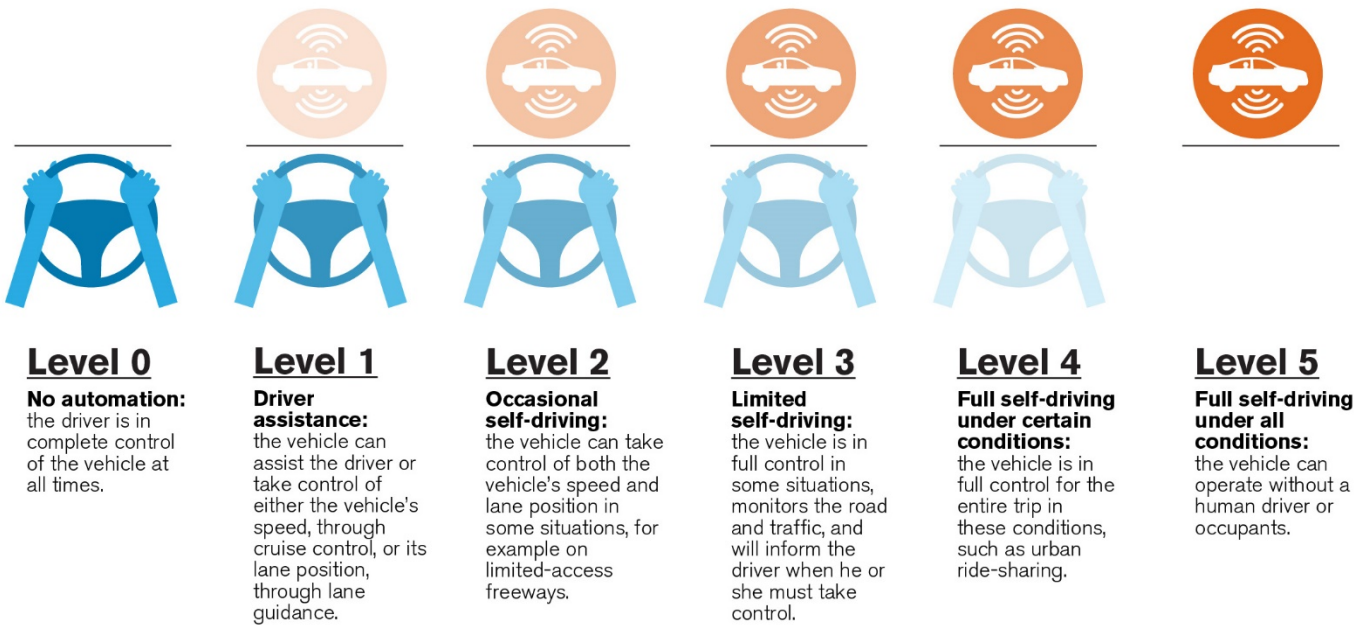 Level 0
No automation:
the driver is in
complete control
of the vehicle at
all times.
Level 1
Driver
assistance:
the vehicle can
assist the driver or
take control of
either the vehicle’s
speed, through
cruise control, or its
lane position,
through lane
guidance.
Level 2
Occasional
self-driving:
the vehicle can take
control of both the
vehicle’s speed and
lane position in
some situations, for
example on
limited-access
freeways.
Level 3
Limited
self-driving:
the vehicle is in
full control in
some situations,
monitors the road
and traffic, and
will inform the
driver when he or
she must take
control.
Level 4
Full self-driving
under certain
conditions:
the vehicle is in
full control for the
entire trip in
these conditions,
such as urban
ride-sharing.
Level 5
Full self-driving
under all
conditions:
the vehicle can
operate without a
human driver or
occupants.